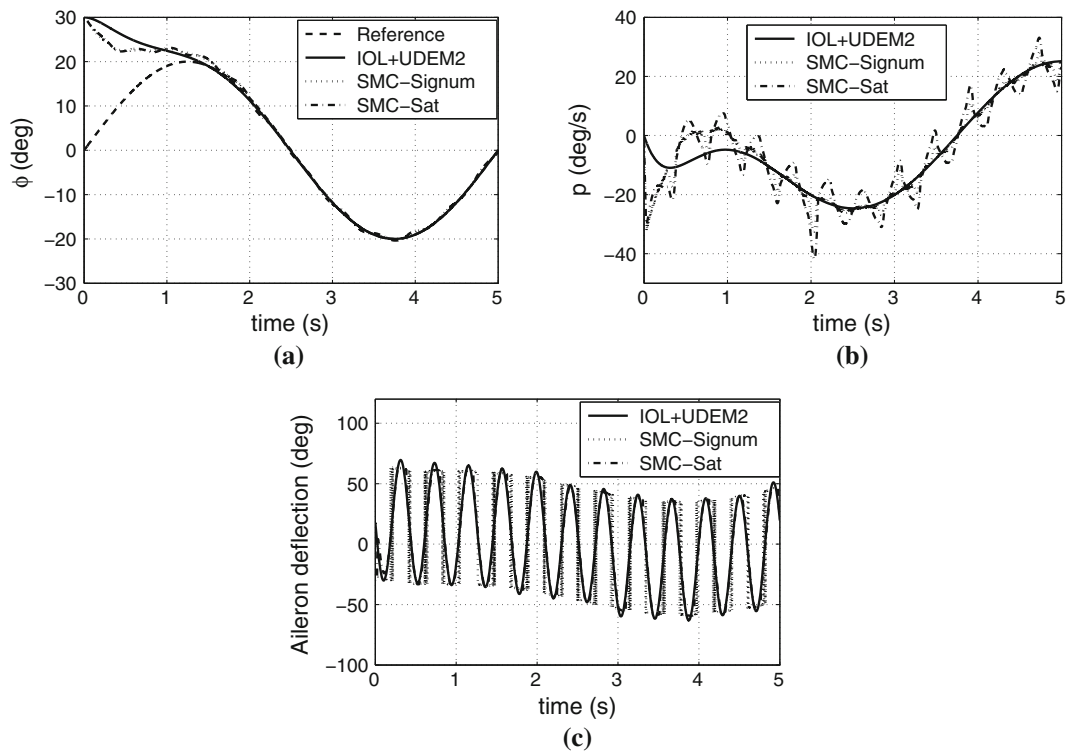 30
20
10
0
−10
−20
−30
0
1
2
3
4
5
φ (deg)
time (s)
Reference
IOL+UDEM2
SMC−Signum
SMC−Sat
(a)
40
20
0
−20
−40
0
1
2
3
4
5
p (deg/s)
time (s)
IOL+UDEM2
SMC−Signum
SMC−Sat
(b)
100
50
0
−50
−100
0
1
2
3
4
5
Aileron deflection (deg)
time (s)
IOL+UDEM2
SMC−Signum
SMC−Sat
(c)